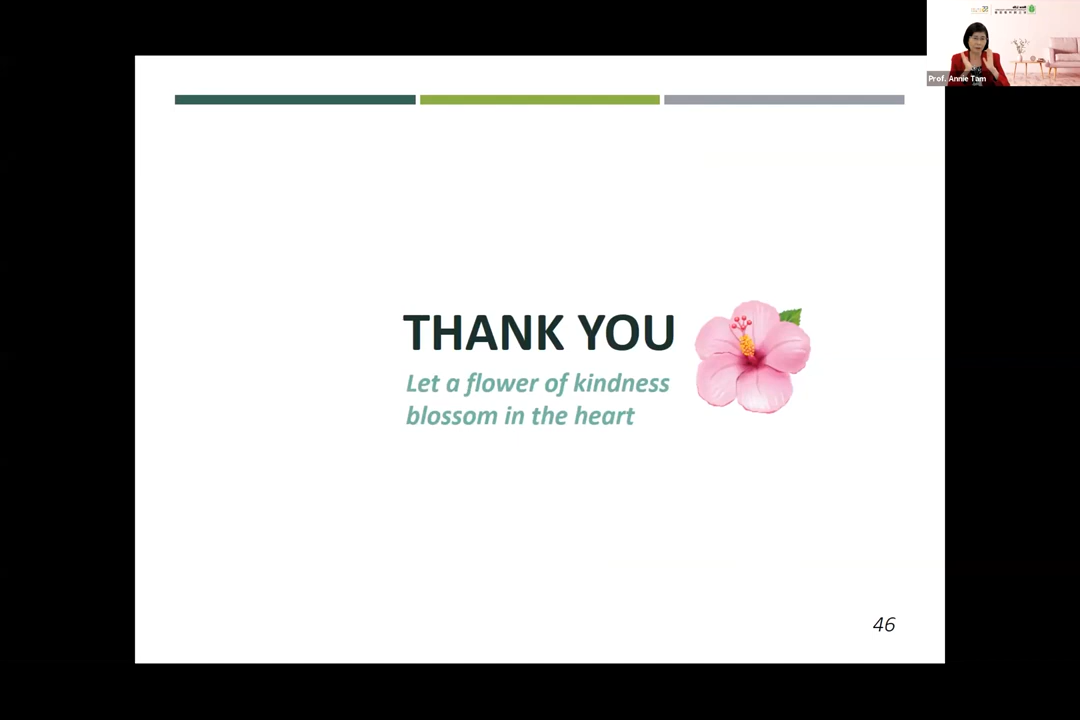 Prof. Annie Tam
THANK YOU
Let a flower of kindness
blossom in the heart
46